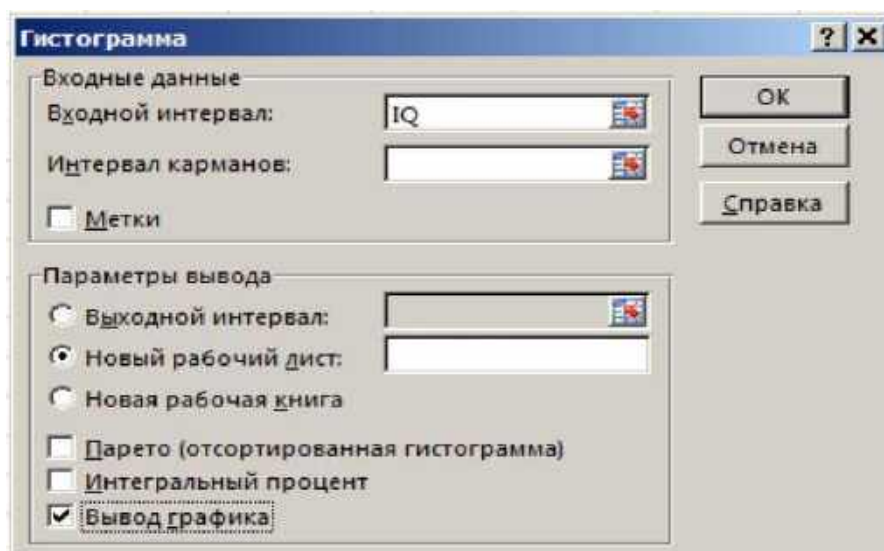 Гистограмма
Входные данные
Входной интервал:
IQ
Интервал карманов:
Метки
OK
Отмена
Справка
Параметры вывода
Выходной интервал:
Новый рабочий лист:
Новая рабочая книга
Парето (отсортированная гистограмма)
Интегральный процент
Вывод графика